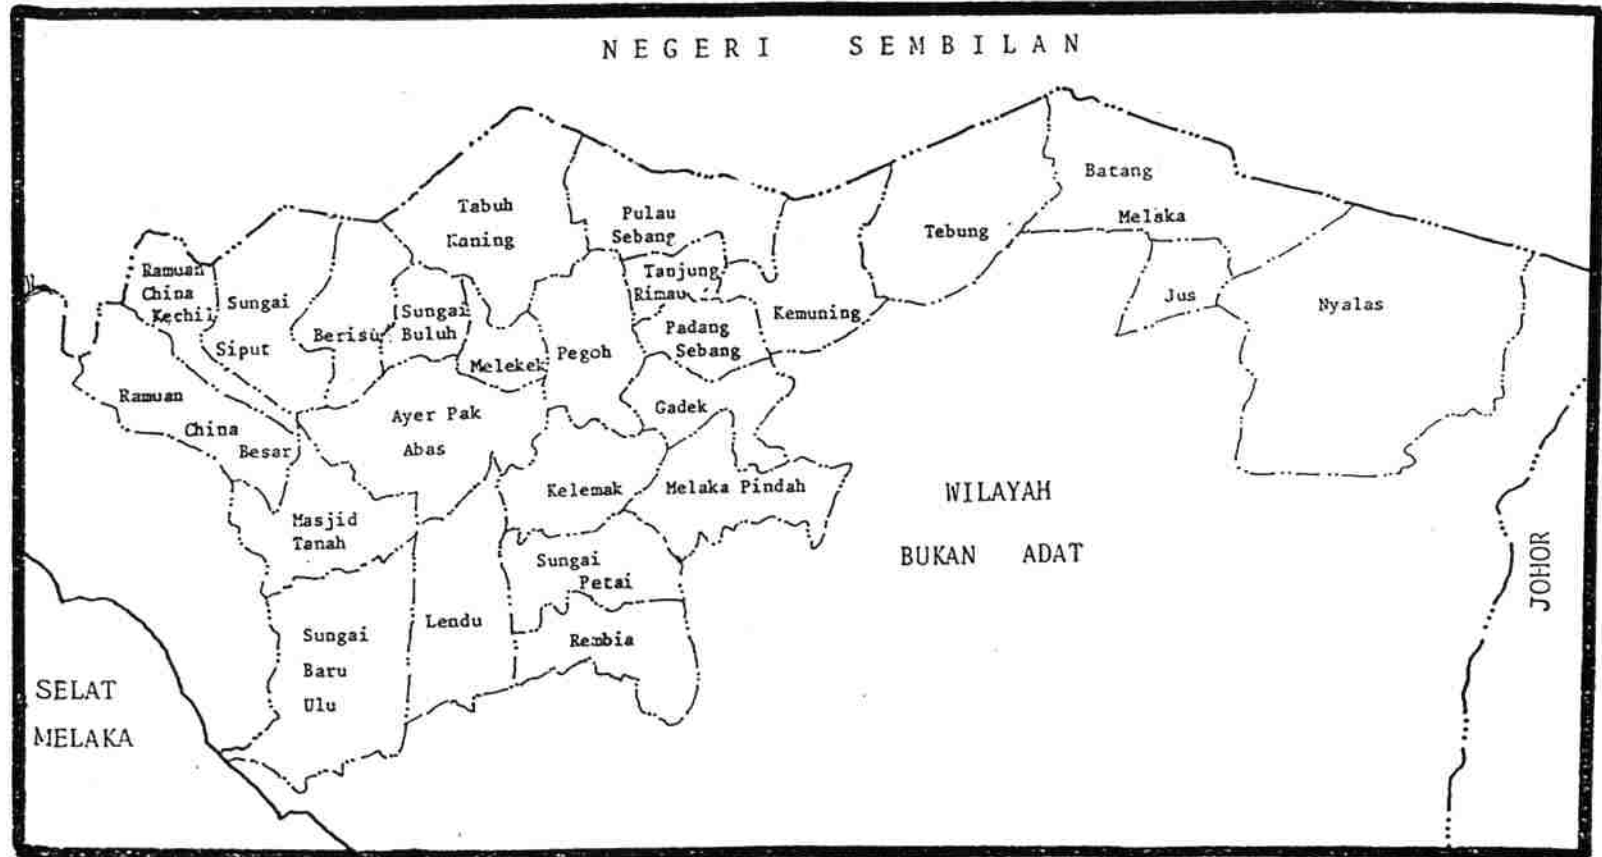 NEGERI SEMBILAN
Batang
Melaka
Tabuh
Naning
Pulau
Sebang
Tebung
Ramuan
China
Kechil
Sungai
Siput
Berisu
Sungai
Buluh
Melekek
Pegoh
Tanjung
Rimau
Padang
Sebang
Kemuning
Jus
Nyalas
Ramuan
China
Besar
Ayer Pak
Abas
Gadek
Kelemak
Melaka Pindah
Masjid
Tanah
Sungai
Petai
Sungai
Baru
Ulu
Lendu
Rembia
WILAYAH
BUKAN ADAT
JOHOR
SELAT
MELAKA